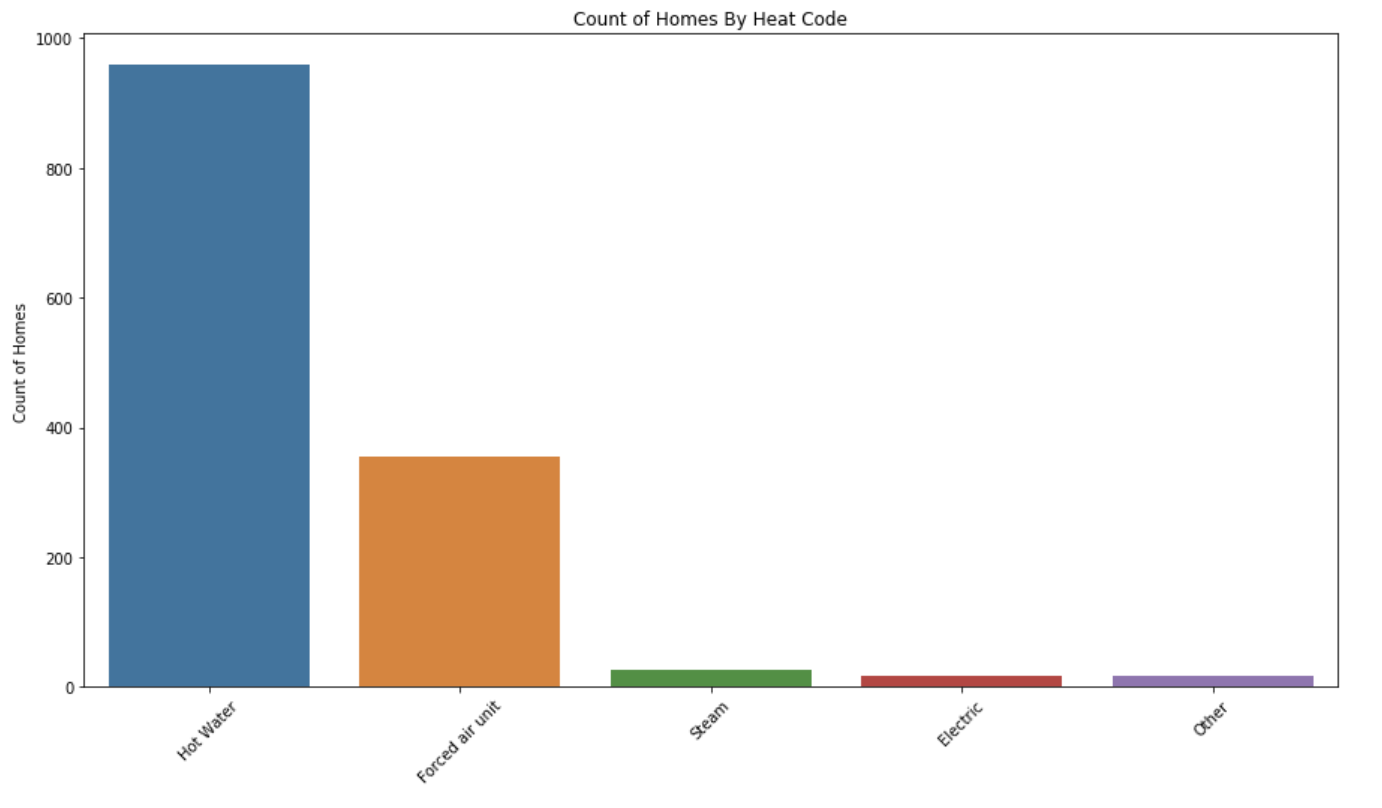 Count of Homes By Heat Code
1000
800
600
400
200
0
Count of Homes
Hot Water
Forced air unit
Steam
Electric
Other